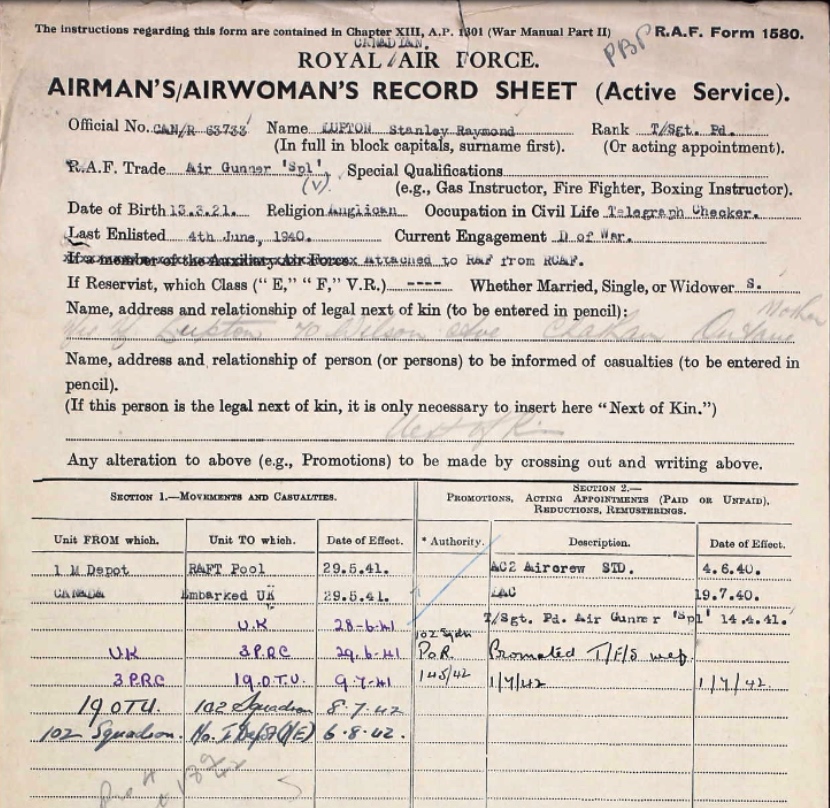 The instructions regarding this form are contained in Chapter XIII, A.P. 1301 (War Manual Part II)
PBP
R.A.F. Form 1580.
CANADIAN.
ROYAL / AIR FORCE.
AIRMAN'S/AIRWOMAN'S RECORD SHEET (Active Service).
Official No. CAN/R 63733 Name LUPTON Stanley Raymond Rank T/Sgt. Pd.
(In full in block capitals, surname first). (Or acting appointment).
R.A.F. Trade Air Gunner 'Spl' Special Qualifications
(V)
(e.g., Gas Instructor, Fire Fighter, Boxing Instructor).
Date of Birth 13.3.21. Religion Anglican Occupation in Civil Life Telegraph Checker.
Last Enlisted 4th June, 1940. Current Engagement D of War.
If a member of the Auxiliary Air Force Attached to RAF from RCAF.
If Reservist, which Class ("E," "F," V.R.) ---- Whether Married, Single, or Widower S.
Name, address and relationship of legal next of kin (to be entered in pencil):
Mother
Lupton 70 Wilson Ave Chatham Ontario
Name, address and relationship of person (or persons) to be informed of casualties (to be entered in
pencil).
(If this person is the legal next of kin, it is only necessary to insert here "Next of Kin.")
Next of Kin
Any alteration to above (e.g., Promotions) to be made by crossing out and writing above.
SECTION 1.—MOVEMENTS AND CASUALTIES.
SECTION 2.—
PROMOTIONS, ACTING APPOINTMENTS (PAID OR UNPAID),
REDUCTIONS, REMUSTERINGS.
Unit FROM which. Unit TO which. Date of Effect. * Authority. Description. Date of Effect.
1 M Depot RAFT Pool 29.5.41. AC2 Aircrew STD. 4.6.40.
CANADA Embarked UK 29.5.41. LAC 19.7.40.
U.K 28-6-41 T/Sgt. Pd. Air Gunner 'Spl' 14.4.41.
102 Sqdn
UK 3PRC 29.6.41 P.o.R. Promoted T/F/S wef
3PRC 19.O.T.U. 9.7.41 145/42 1/7/42 1/7/42.
19 OTU. 102 Squadron 8.7.42
102 Squadron. No. 1 Depot (N/E) 6.8.42.